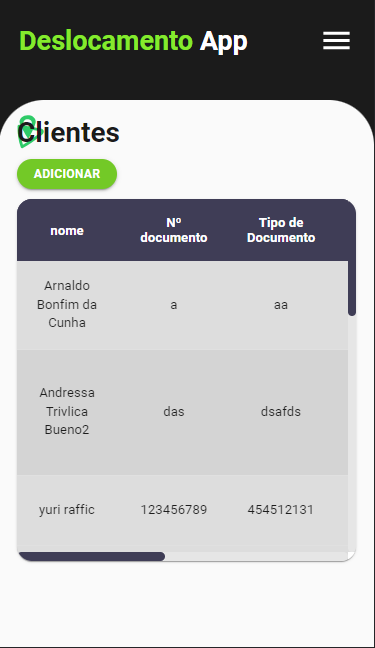 Deslocamento App
Clientes
ADICIONAR
nome
Nº
documento
Tipo de
Documento
Arnaldo
Bonfim da
Cunha
a
aa
Andressa
Trivlica
Bueno2
das
dsafds
yuri raffic
123456789
454512131